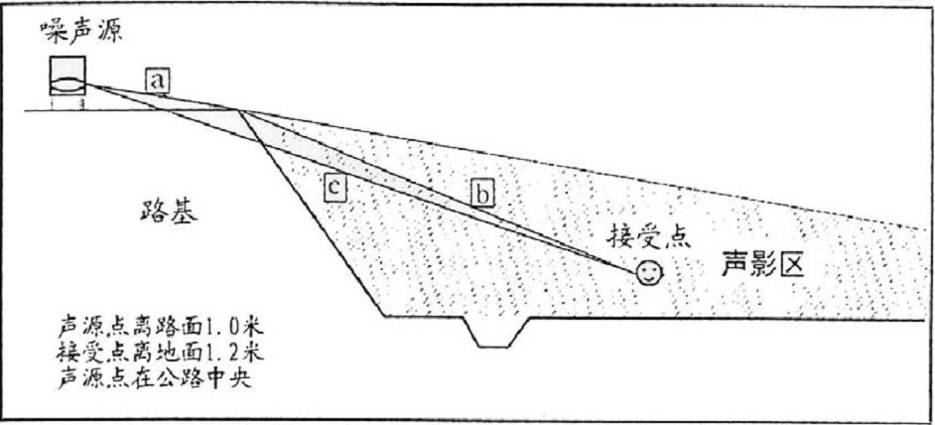 噪声源
a
c
b
路基
接受点
声影区
声源点离路面1.0米
接受点离地面1.2米
声源点在公路中央